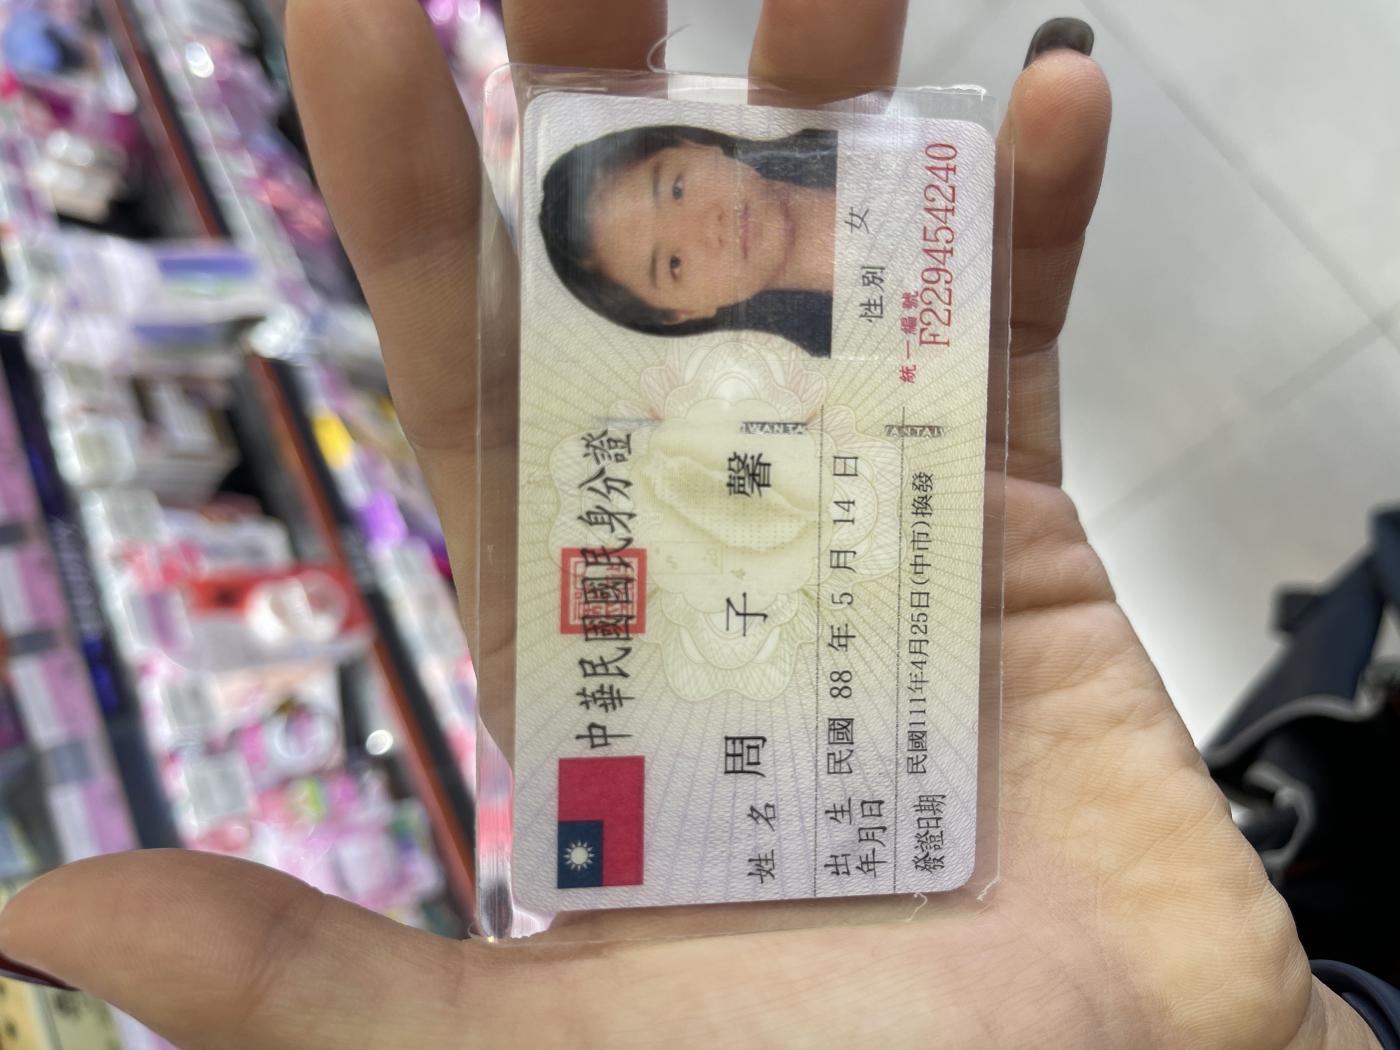 中華民國國民身分證
姓名 周子馨
出生年月日 民國 88 年 5 月 14 日
性別 女
發證日期 民國111年4月25日(中市)換發
統一編號
F229454240